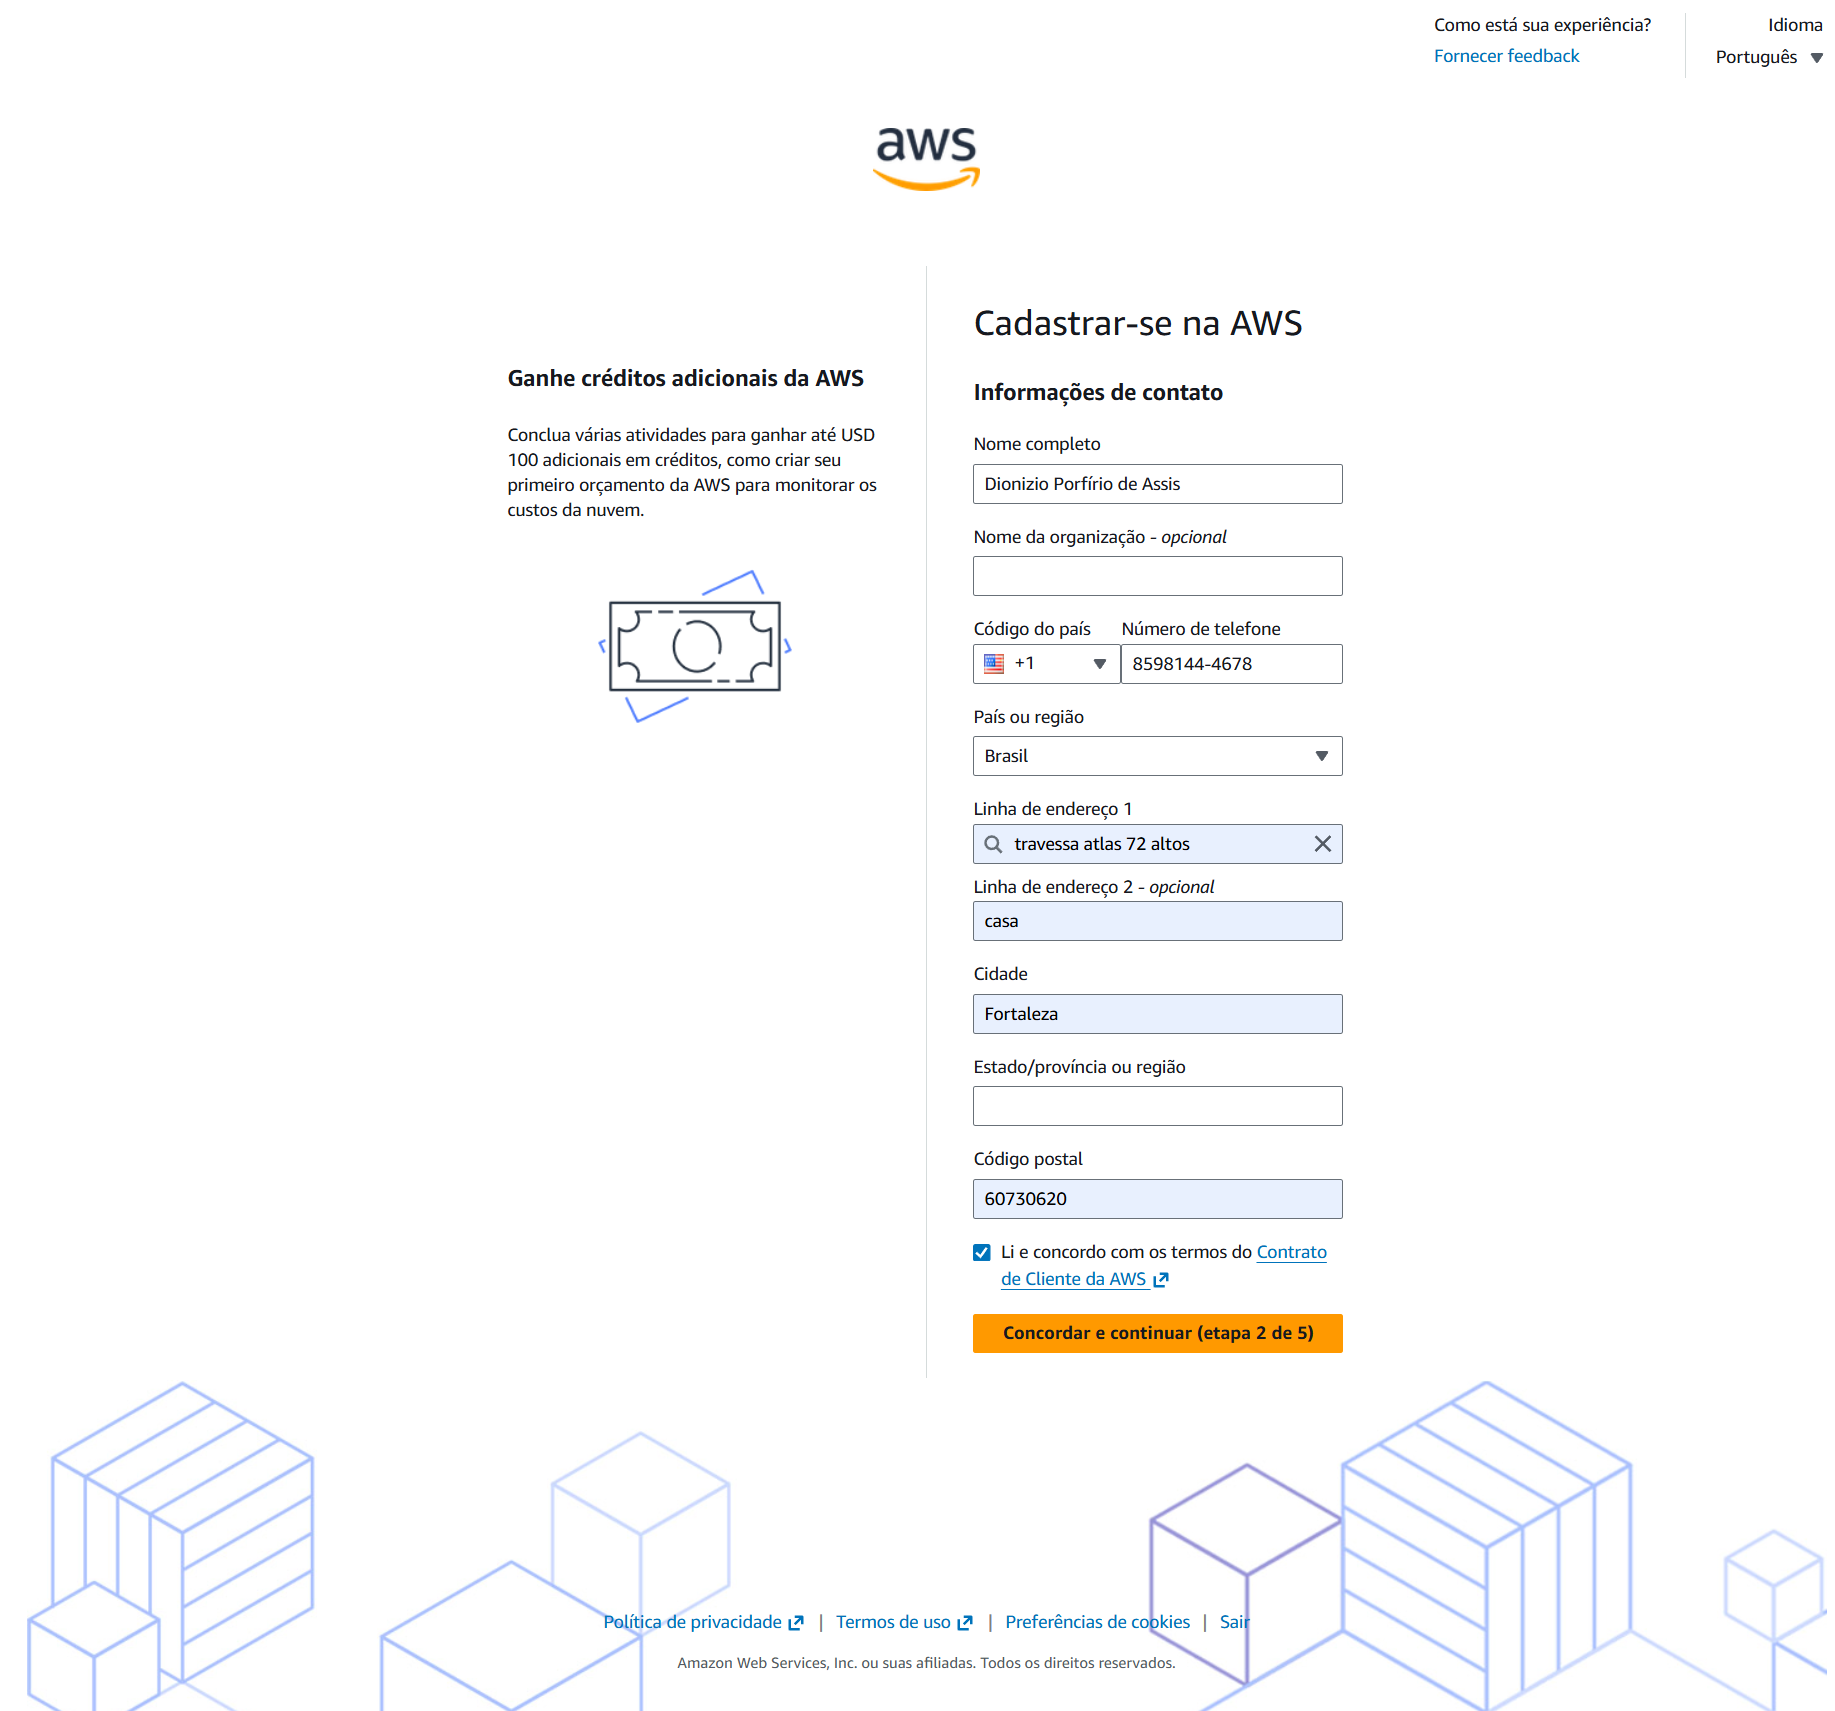 Como está sua experiência?
Fornecer feedback
Idioma
Português
aws
Ganhe créditos adicionais da AWS
Conclua várias atividades para ganhar até USD
100 adicionais em créditos, como criar seu
primeiro orçamento da AWS para monitorar os
custos da nuvem.
Cadastrar-se na AWS
Informações de contato
Nome completo
Dionizio Porfírio de Assis
Nome da organização - opcional
Código do país
Número de telefone
+1
8598144-4678
País ou região
Brasil
Linha de endereço 1
travessa atlas 72 altos
Linha de endereço 2 - opcional
casa
Cidade
Fortaleza
Estado/província ou região
Código postal
60730620
Li e concordo com os termos do Contrato
de Cliente da AWS
Concordar e continuar (etapa 2 de 5)
Política de privacidade | Termos de uso | Preferências de cookies | Sair
Amazon Web Services, Inc. ou suas afiliadas. Todos os direitos reservados.